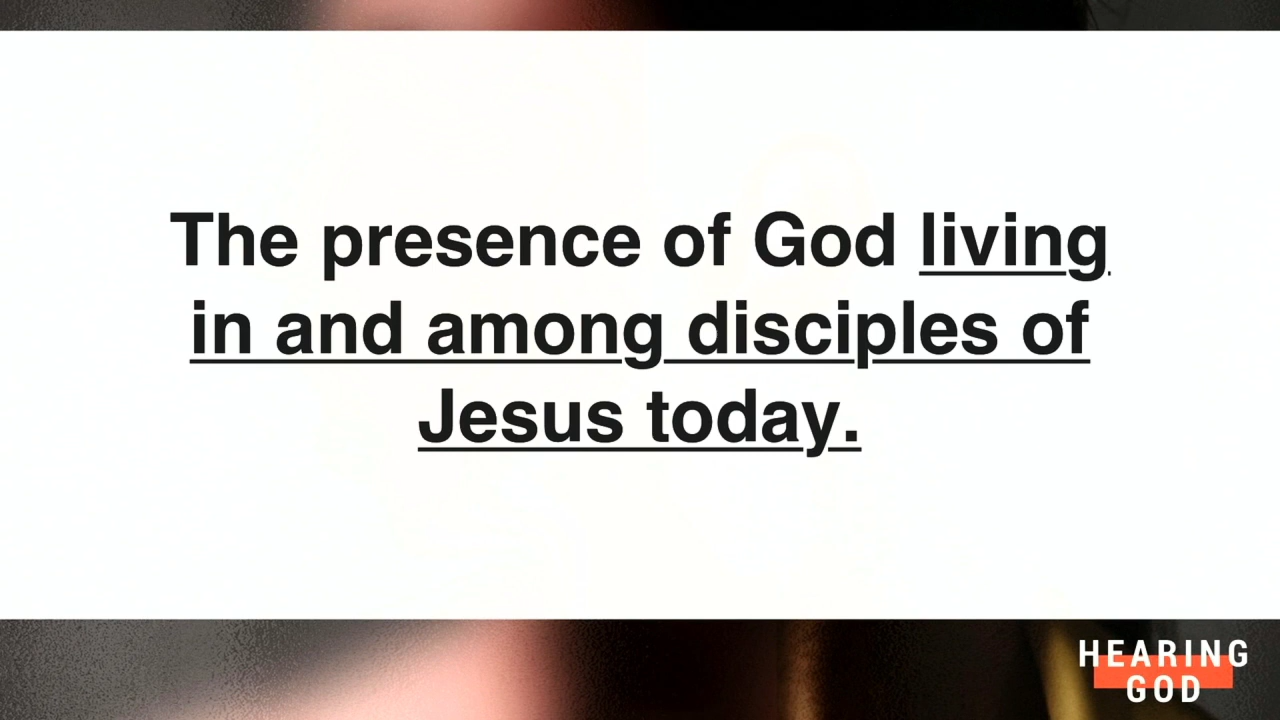 The presence of God living
in and among disciples of
Jesus today.
HEARING
GOD